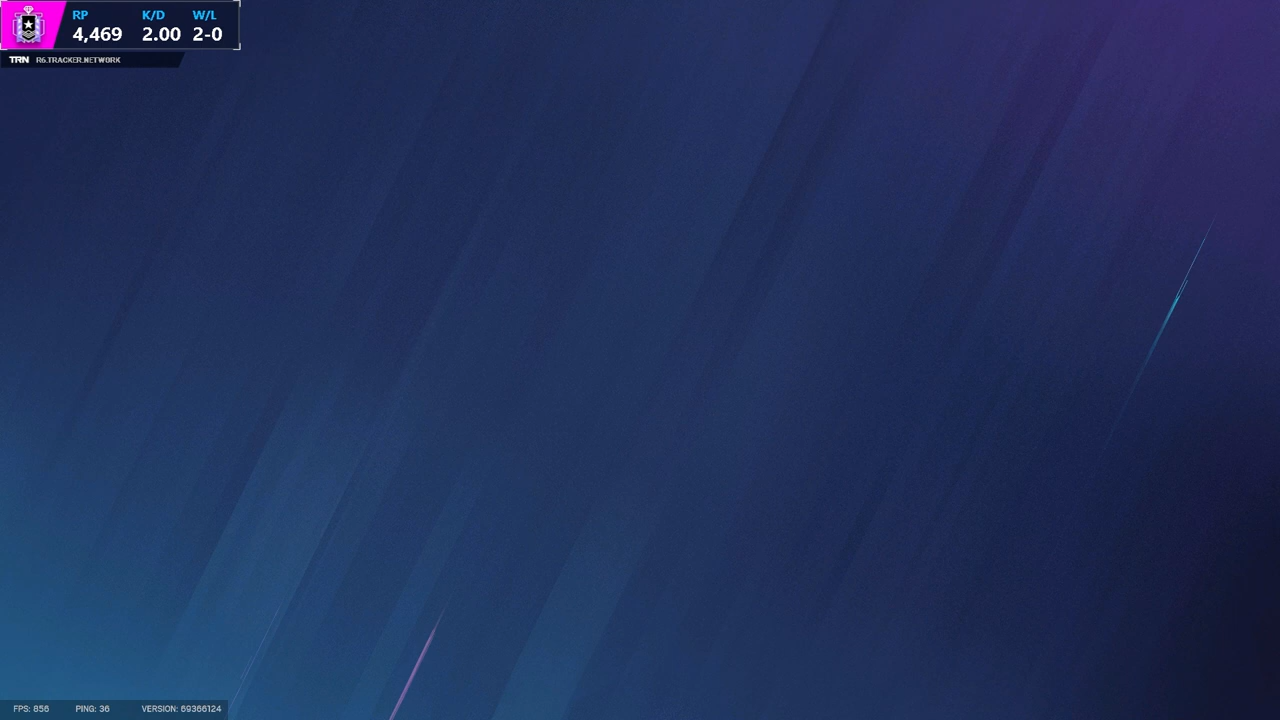 RP K/D W/L
4,469 2.00 2-0
TRN R6.TRACKER.NETWORK
FPS: 856 PING: 36 VERSION: 69366124